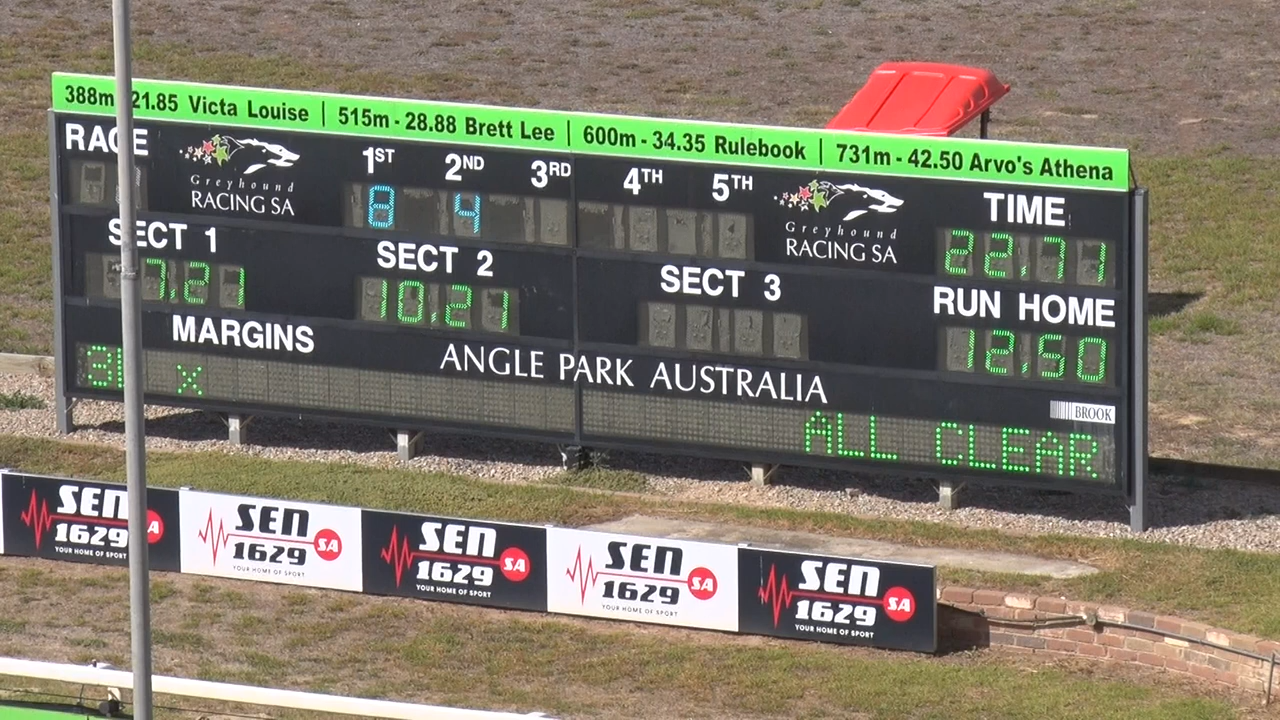 388m 21.85 Victa Louise | 515m - 28.88 Brett Lee | 600m - 34.35 Rulebook | 731m - 42.50 Arvo's Athena
RACE
Greyhound
RACING SA
1ST 2ND 3RD 4TH 5TH
8 4
Greyhound
RACING SA
TIME
22.71
SECT 1
7.21
SECT 2
10.21
SECT 3
RUN HOME
12.50
MARGINS
X
ANGLE PARK AUSTRALIA
BROOK
ALL CLEAR
SEN
1629
YOUR HOME OF SPORT
SEN
1629 SA
YOUR HOME OF SPORT
SEN
1629 SA
YOUR HOME OF SPORT
SEN
1629 SA
YOUR HOME OF SPORT
SEN
1629 SA
YOUR HOME OF SPORT